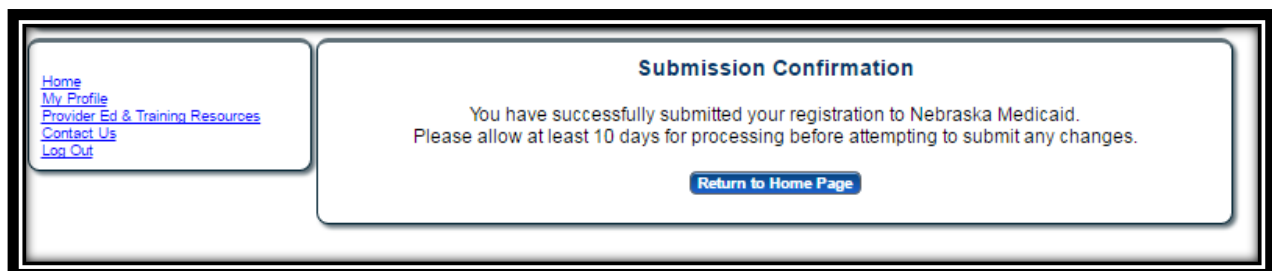 Home
My Profile
Provider Ed & Training Resources
Contact Us
Log Out
Submission Confirmation
You have successfully submitted your registration to Nebraska Medicaid.
Please allow at least 10 days for processing before attempting to submit any changes.
Return to Home Page